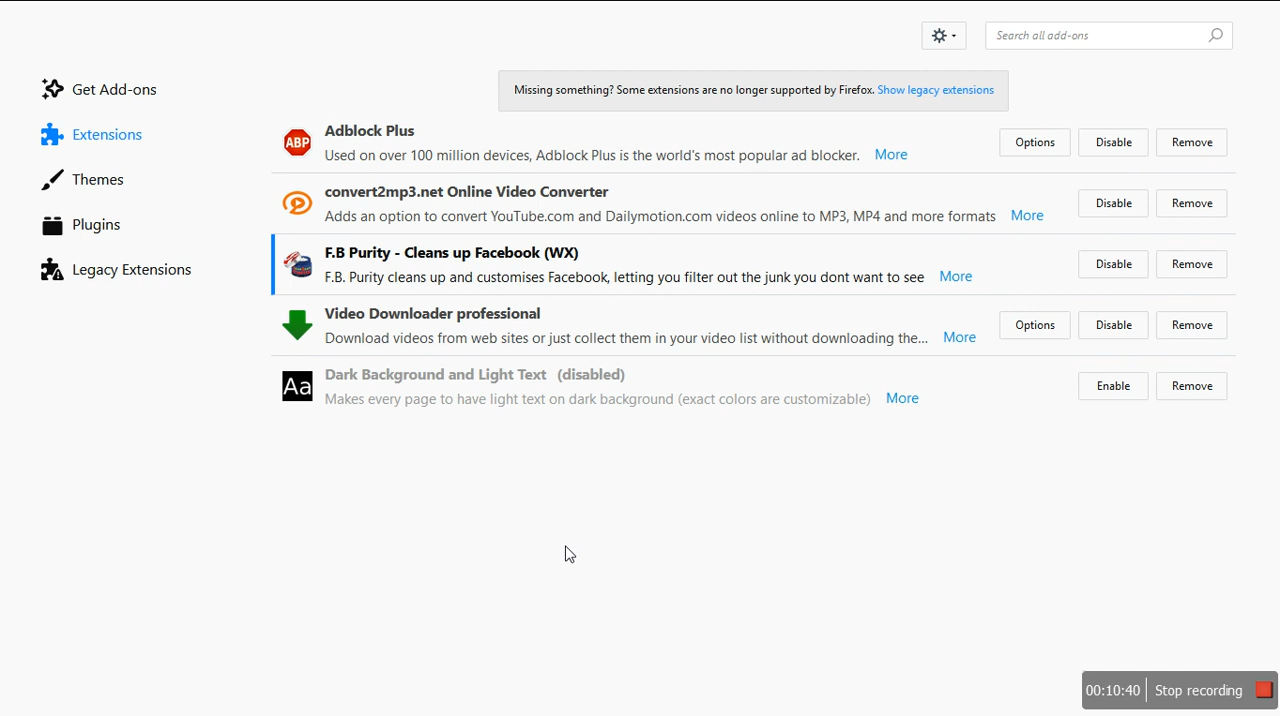 Search all add-ons
Get Add-ons
Extensions
Themes
Plugins
Legacy Extensions
Missing something? Some extensions are no longer supported by Firefox. Show legacy extensions
ABP
Adblock Plus
Used on over 100 million devices, Adblock Plus is the world's most popular ad blocker. More
Options Disable Remove
convert2mp3.net Online Video Converter
Adds an option to convert YouTube.com and Dailymotion.com videos online to MP3, MP4 and more formats More
Disable Remove
F.B Purity - Cleans up Facebook (WX)
F.B. Purity cleans up and customises Facebook, letting you filter out the junk you dont want to see More
Disable Remove
Video Downloader professional
Download videos from web sites or just collect them in your video list without downloading the... More
Options Disable Remove
Aa
Dark Background and Light Text (disabled)
Makes every page to have light text on dark background (exact colors are customizable) More
Enable Remove
00:10:40 Stop recording